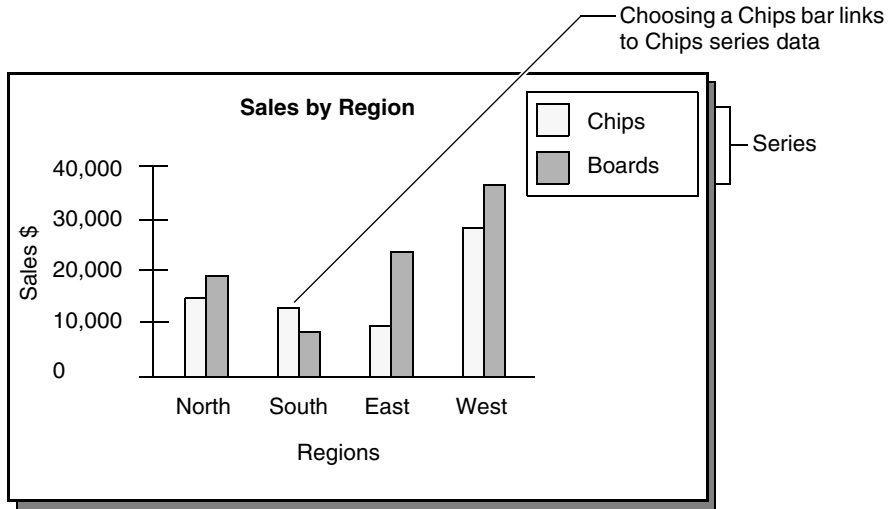 Choosing a Chips bar links
to Chips series data
Sales by Region
Chips
Boards
Series
Sales $
40,000
30,000
20,000
10,000
0
North South East West
Regions